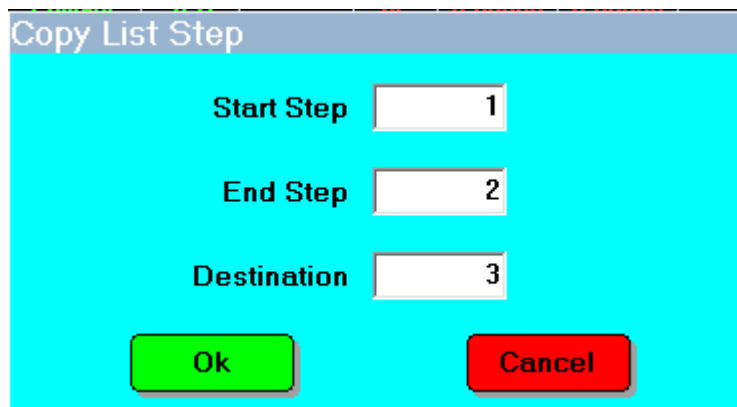 Copy List Step
Start Step 1
End Step 2
Destination 3
Ok Cancel